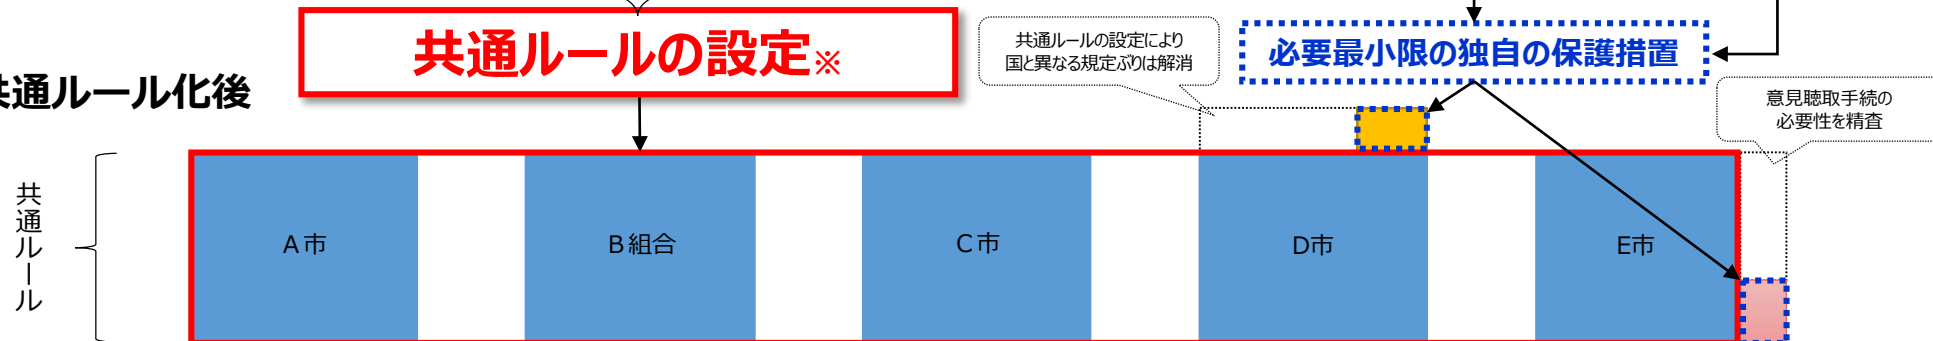 共通ルールの設定※
共通ルールの設定により
国と異なる規定ぶりは解消
必要最小限の独自の保護措置
通ルール化後
意見聴取手続の
必要性を精査
共通ルール
A市
B組合
C市
D市
E市